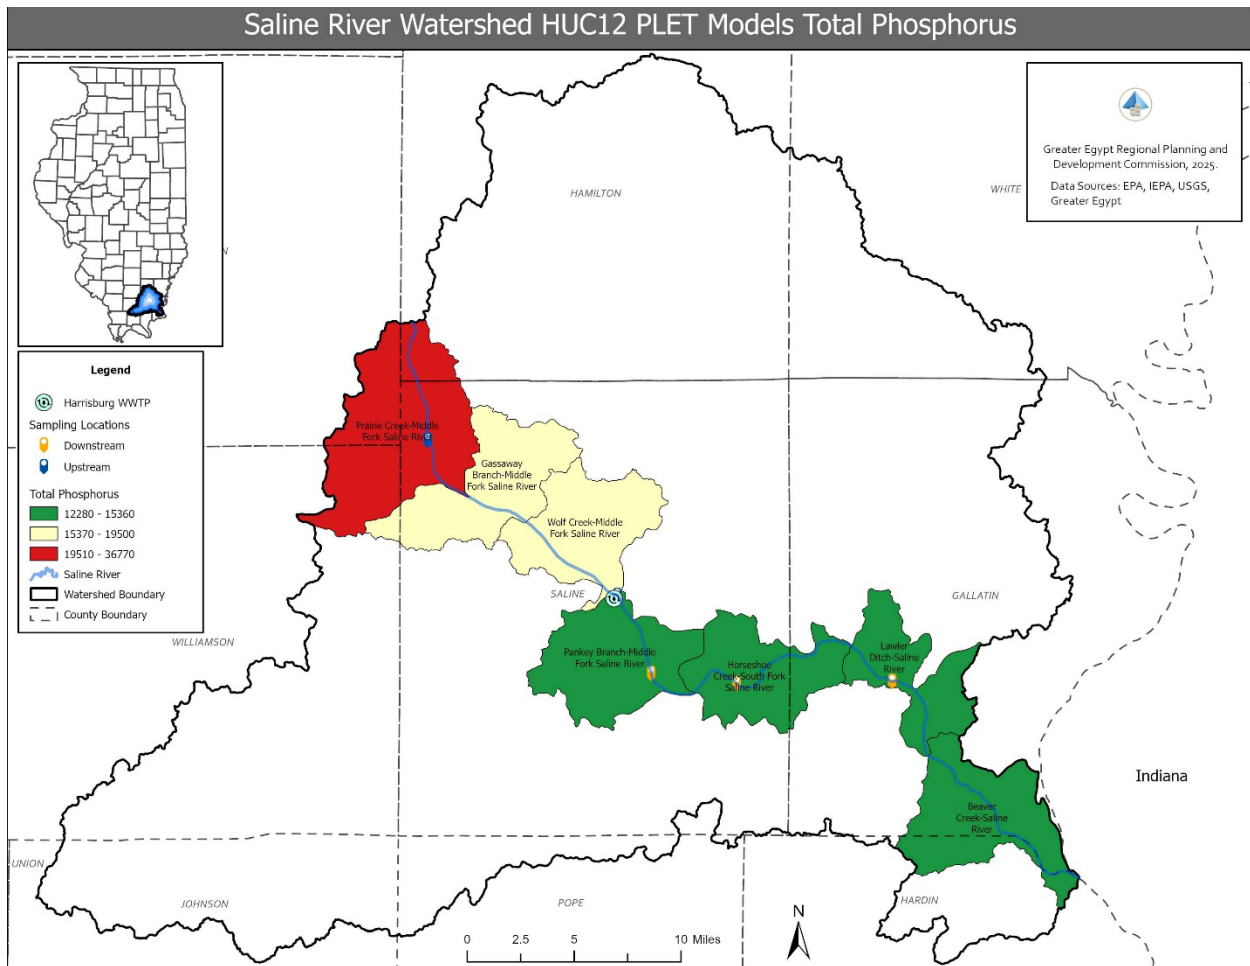 Saline River Watershed HUC12 PLET Models Total Phosphorus
Greater Egypt Regional Planning and
Development Commission, 2025.
Data Sources: EPA, IEPA, USGS,
Greater Egypt
HAMILTON
WHITE
N
Legend
Harrisburg WWTP
Sampling Locations
Downstream
Upstream
Total Phosphorus
12280 - 15360
15370 - 19500
19510 - 36770
Saline River
Watershed Boundary
County Boundary
Prairie Creek-Middle
Fork Saline River
Gassaway
Branch-Middle
Fork Saline River
Wolf Creek-Middle
Fork Saline River
SALINE
GALLATIN
WILLIAMSON
Pankey Branch-Middle
Fork Saline River
Horseshoe
Creek-South Fork
Saline River
Lawler
Ditch-Saline
River
Indiana
Beaver
Creek-Saline
River
UNION
JOHNSON
POPE
HARDIN
N
0 2.5 5 10 Miles